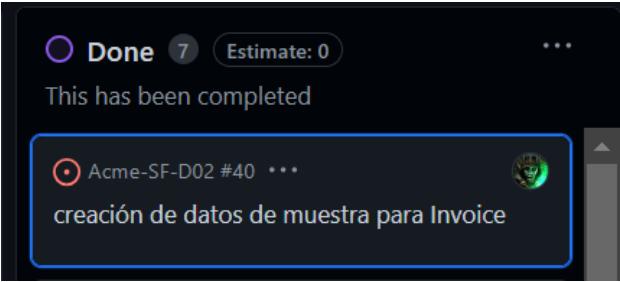 Done 7 Estimate: 0
This has been completed
Acme-SF-D02 #40
creación de datos de muestra para Invoice